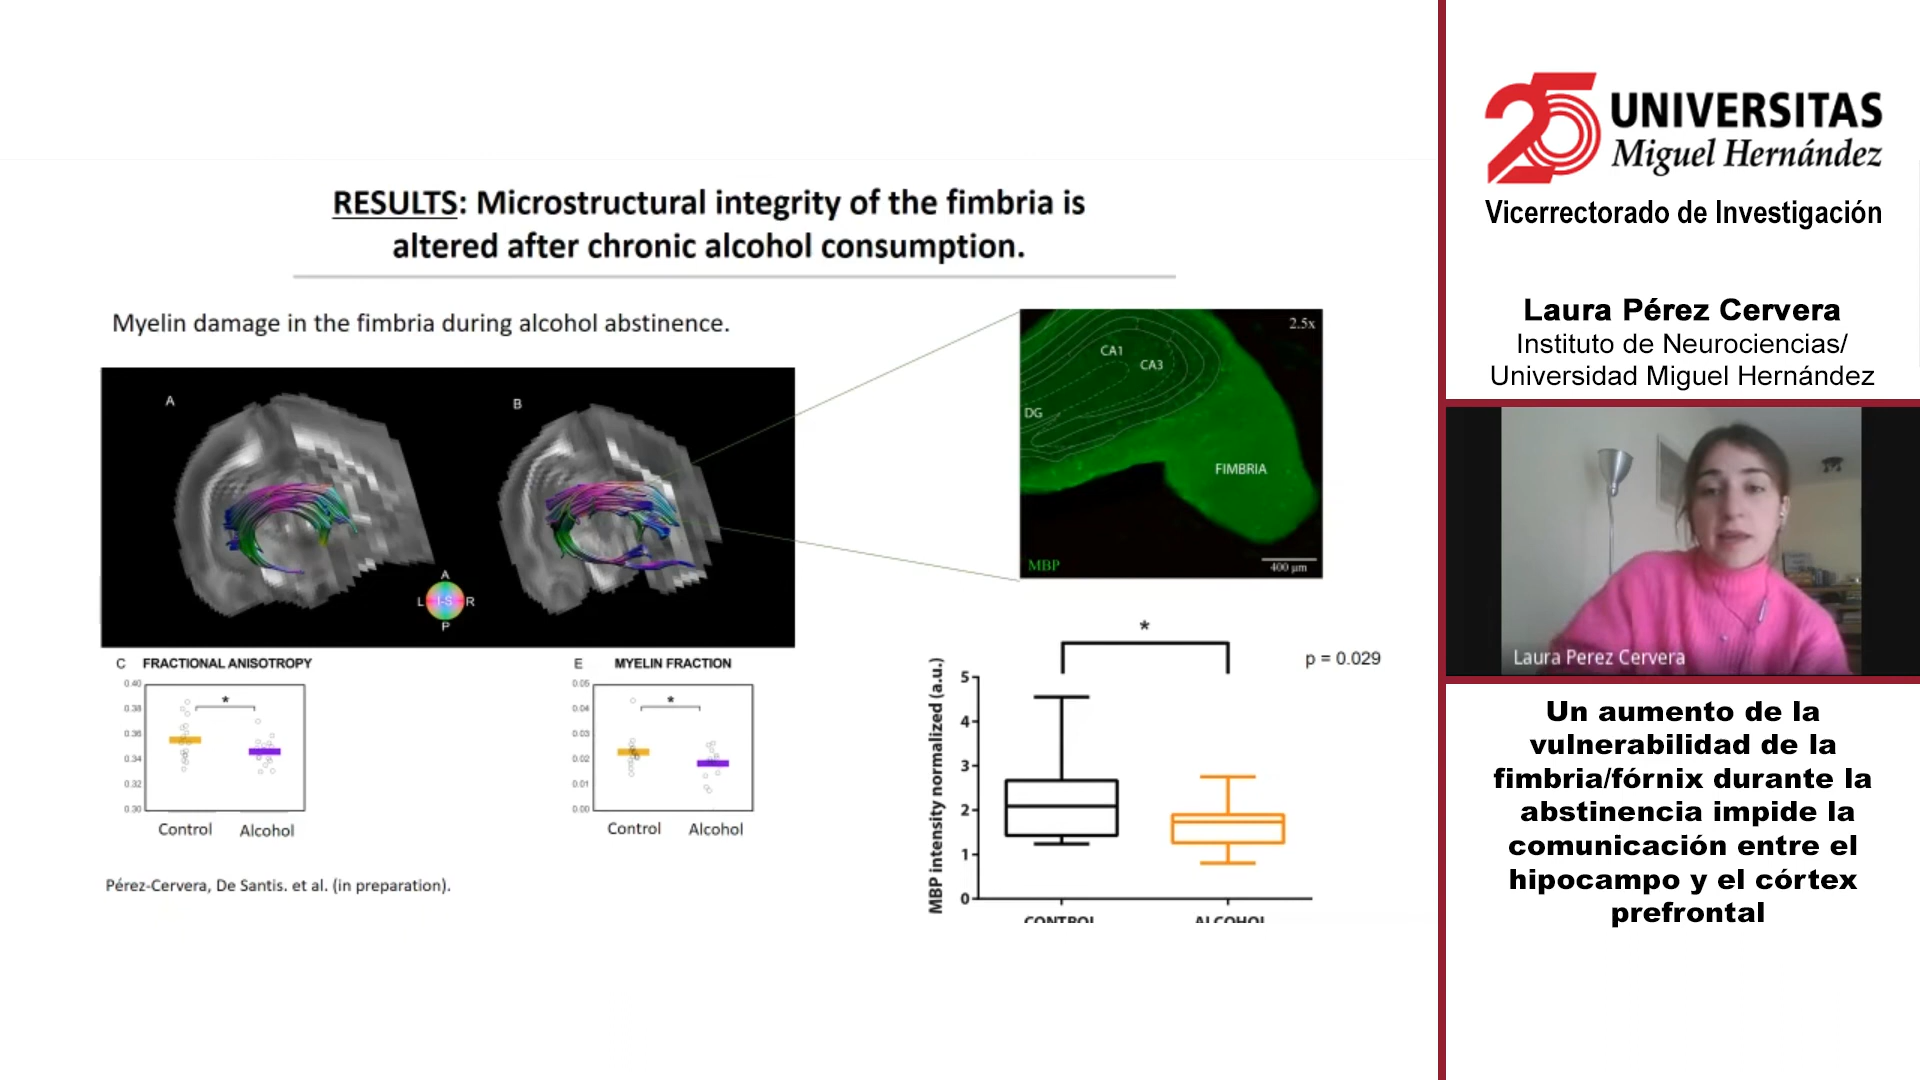 RESULTS: Microstructural integrity of the fimbria is
altered after chronic alcohol consumption.
Myelin damage in the fimbria during alcohol abstinence.
A
B
A
L I-S R
P
2.5x
CA1
CA3
DG
FIMBRIA
MBP
400 µm
C FRACTIONAL ANISOTROPY
0.40
0.38
0.36
0.34
0.32
0.30
*
Control Alcohol
E MYELIN FRACTION
0.05
0.04
0.03
0.02
0.01
0.00
*
Control Alcohol
*
p = 0.029
MBP intensity normalized (a.u.)
5
4
3
2
1
0
CONTROL ALCOHOL
Pérez-Cervera, De Santis. et al. (in preparation).
25 UNIVERSITAS
Miguel Hernández
Vicerrectorado de Investigación
Laura Pérez Cervera
Instituto de Neurociencias/
Universidad Miguel Hernández
Laura Perez Cervera
Un aumento de la
vulnerabilidad de la
fimbria/fórnix durante la
abstinencia impide la
comunicación entre el
hipocampo y el córtex
prefrontal